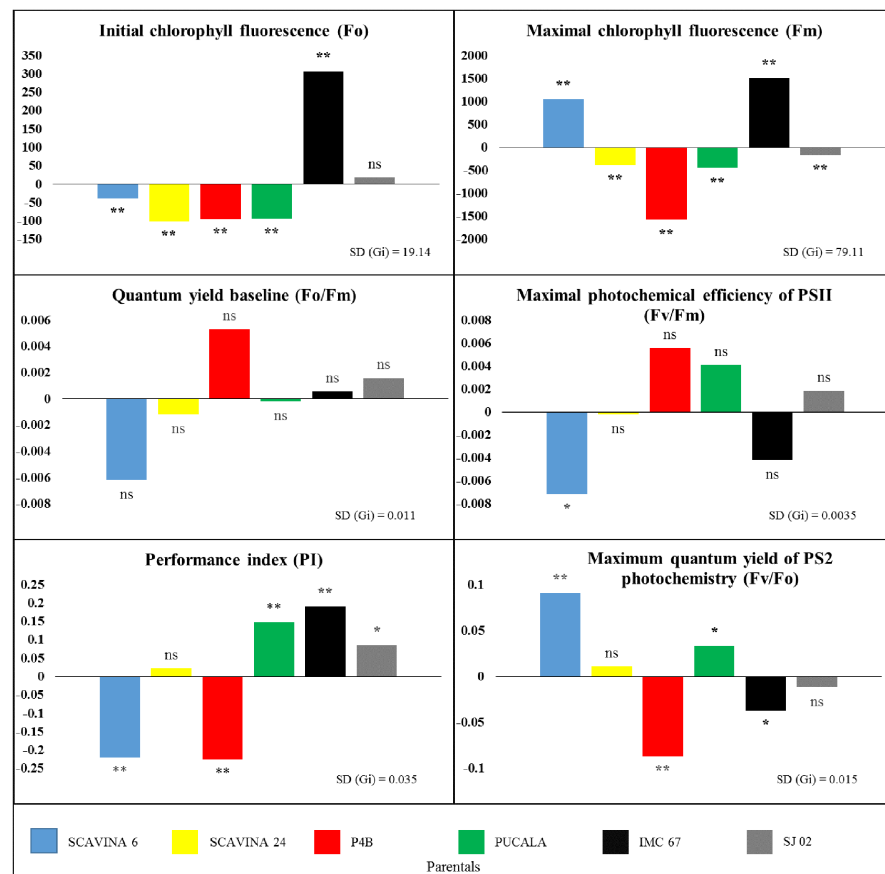 Initial chlorophyll fluorescence (Fo)
350
300
250
200
150
100
50
0
-50
-100
-150
**
**
**
**
**
ns
SD (Gi) = 19.14
Maximal chlorophyll fluorescence (Fm)
2000
1500
1000
500
0
-500
-1000
-1500
2000
**
**
**
**
**
**
SD (Gi) = 79.11
Quantum yield baseline (Fo/Fm)
0.006
0.004
0.002
0
-0.002
-0.004
-0.006
-0.008
ns
ns
ns
ns
ns
ns
SD (Gi) = 0.011
Maximal photochemical efficiency of PSII
(Fv/Fm)
0.008
0.006
0.004
0.002
0
-0.002
-0.004
-0.006
-0.008
*
ns
ns
ns
ns
ns
SD (Gi) = 0.0035
Performance index (PI)
0.25
0.2
0.15
0.1
0.05
0
-0.05
-0.1
-0.15
-0.2
-0.25
**
ns
**
**
**
*
SD (Gi) = 0.035
Maximum quantum yield of PS2
photochemistry (Fv/Fo)
0.1
0.05
0
-0.05
-0.1
**
ns
**
*
*
ns
SD (Gi) = 0.015
SCAVINA 6
SCAVINA 24
P4B
PUCALA
IMC 67
SJ 02
Parentals